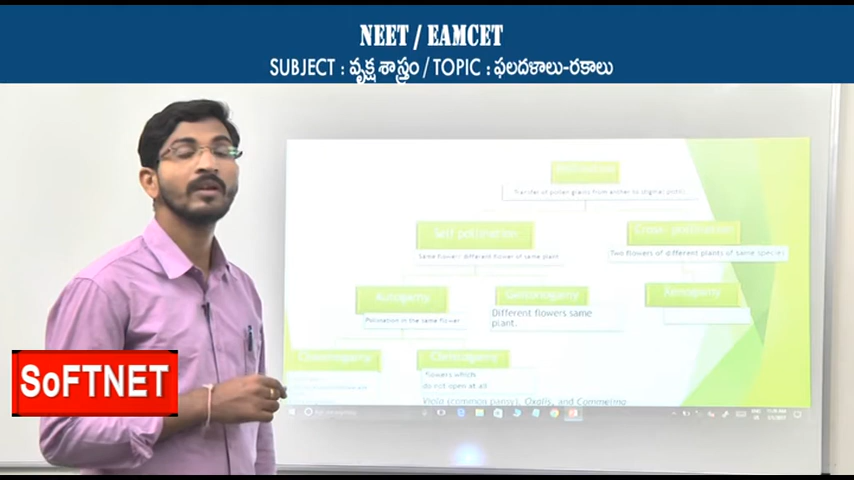 NEET / EAMCET
SUBJECT : వృక్ష శాస్త్రం / TOPIC : ఫలదళాలు-రకాలు
Pollination
Transfer of pollen grains from anther to stigma
Self pollination
Cross- pollination
Same flower/ different flower of same plant
Two flowers of different plants of same species
Autogamy
Geitonogamy
Xenogamy
Pollination in the same flower
Different flowers same
plant.
Chasmogamy
Cleistogamy
flowers which
do not open at all
Viola (common pansy), Oxalis, and Commelina
SoFTNET